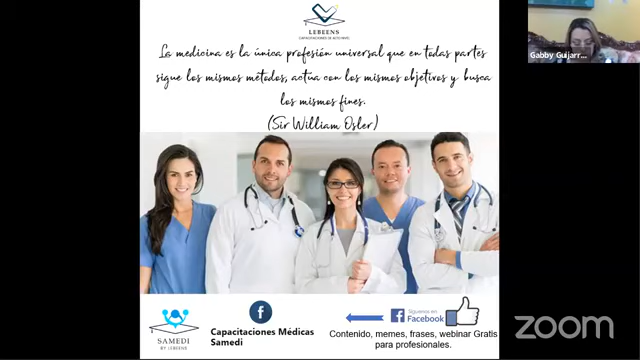 LEBEENS
CAPACITACIONES DE ALTO NIVEL
La medicina es la única profesión universal que en todas partes
sigue los mismos métodos, actúa con los mismos objetivos y busca
los mismos fines.
(Sir William Osler)
Gabby Guijarr...
SAMEDI
BY LEBEENS
Capacitaciones Médicas
Samedi
Síguenos en
Facebook
Contenido, memes, frases, webinar Gratis
para profesionales.
zoom